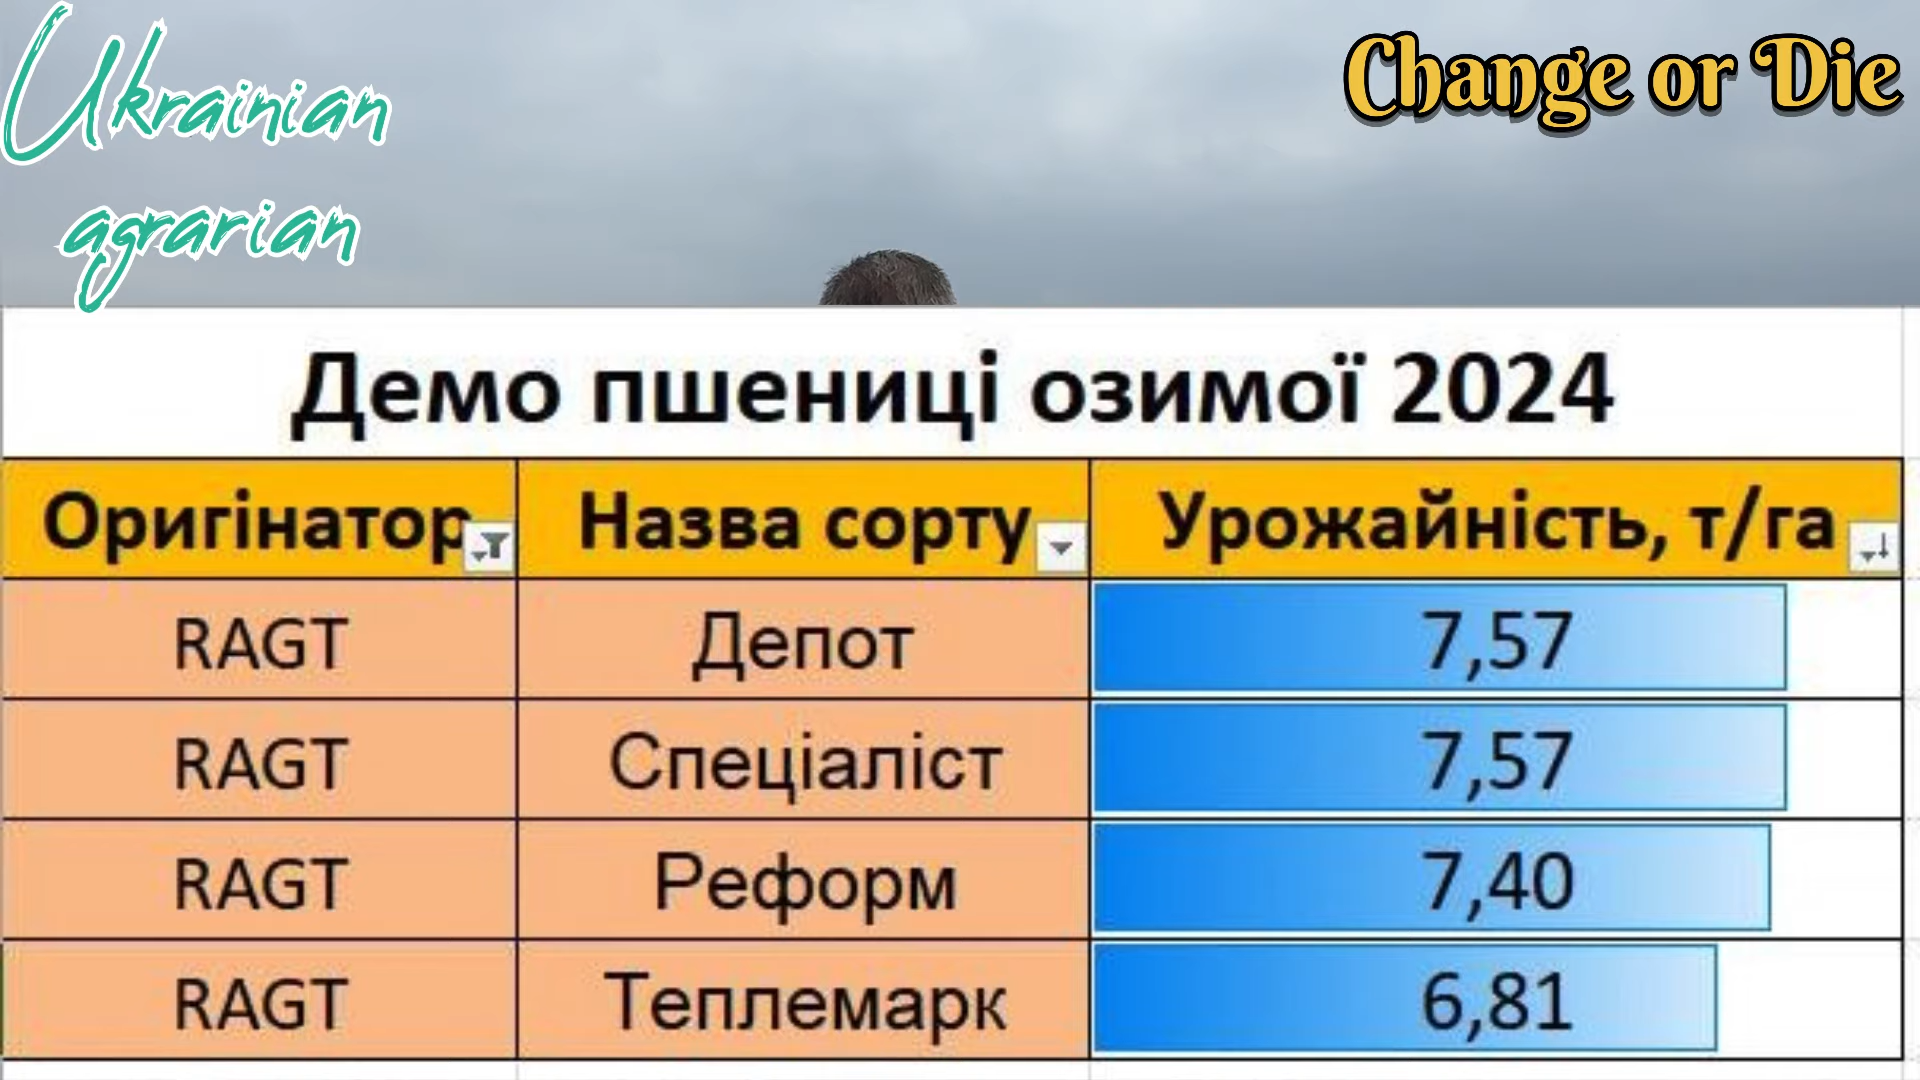 Ukrainian
agrarian
Change or Die
Демо пшениці озимої 2024
Оригінатор Назва сорту Урожайність, т/га
RAGT Депот 7,57
RAGT Спеціаліст 7,57
RAGT Реформ 7,40
RAGT Теплемарк 6,81